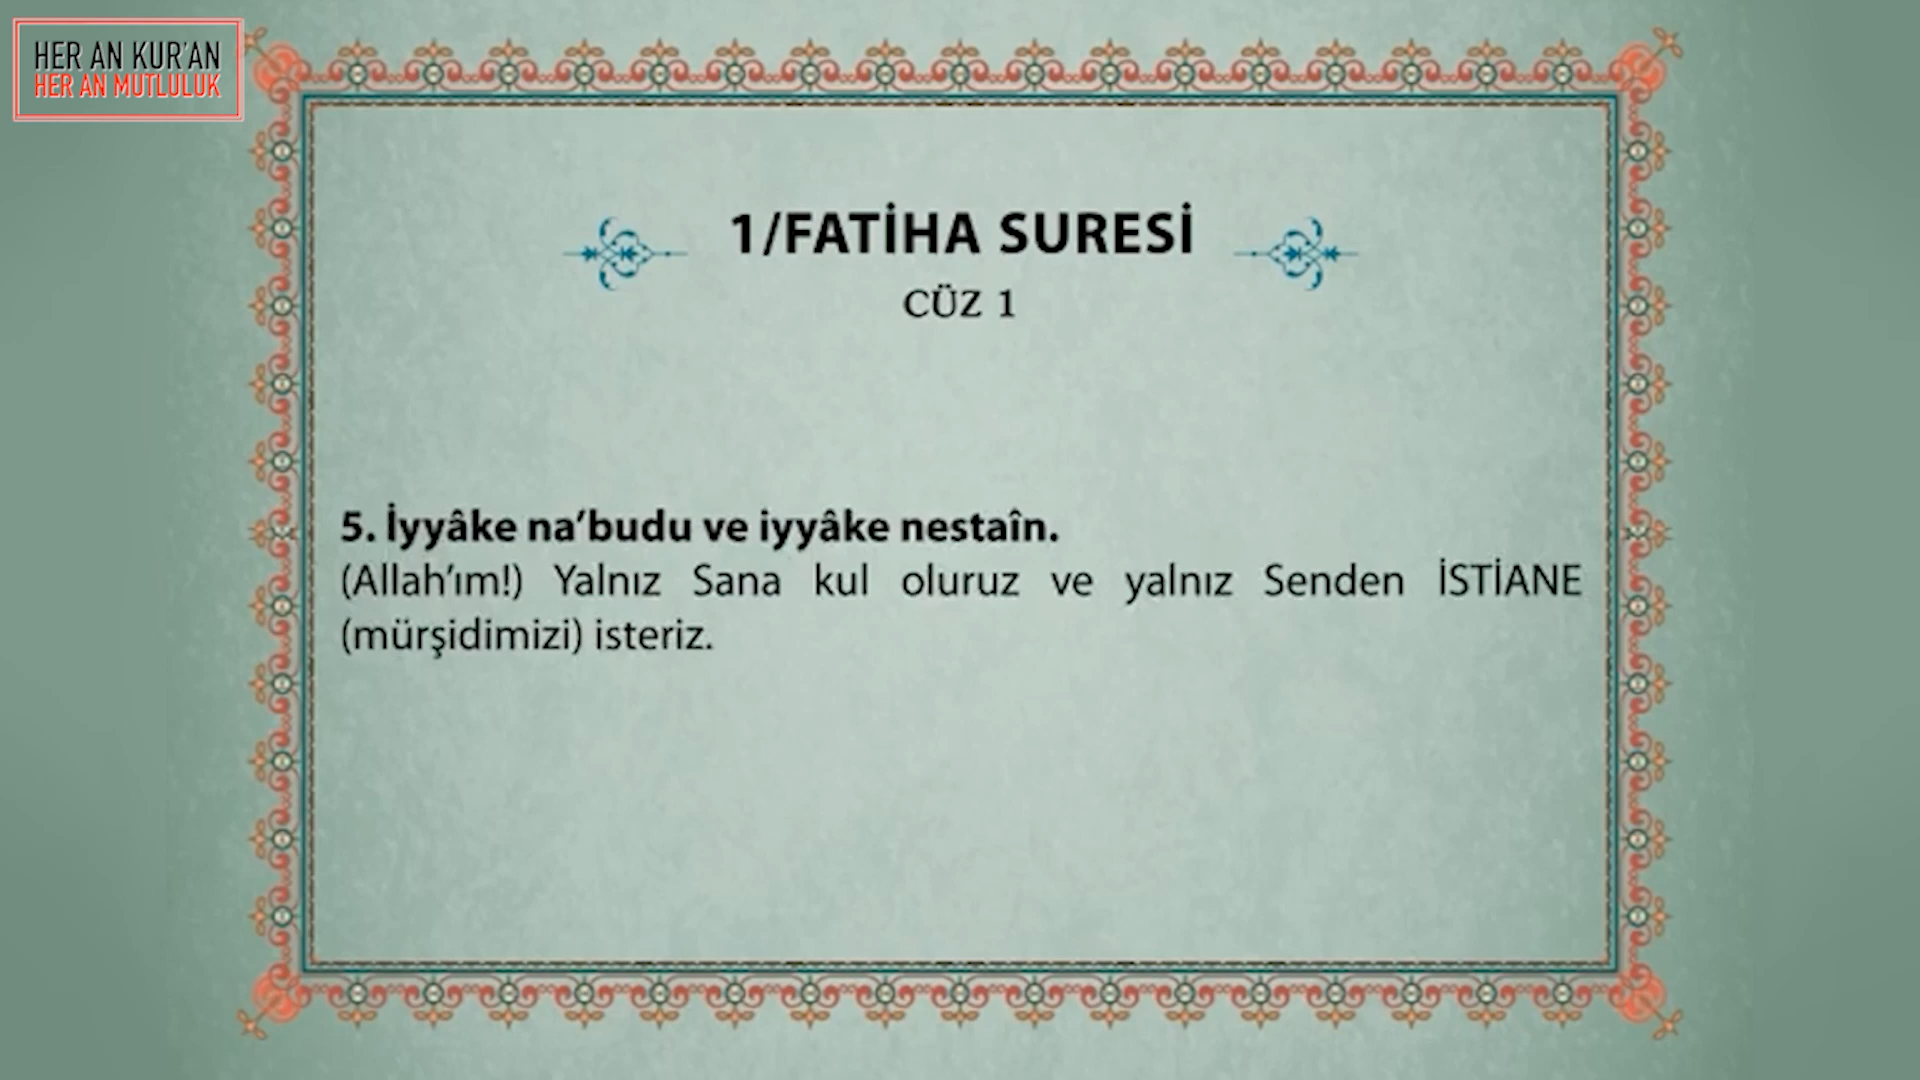 HER AN KUR'AN
HER AN MUTLULUK
1/FATİHA SURESİ
CÜZ 1
5. İyyâke na’budu ve iyyâke nestaîn.
(Allah’ım!) Yalnız Sana kul oluruz ve yalnız Senden İSTİANE
(mürşidimizi) isteriz.